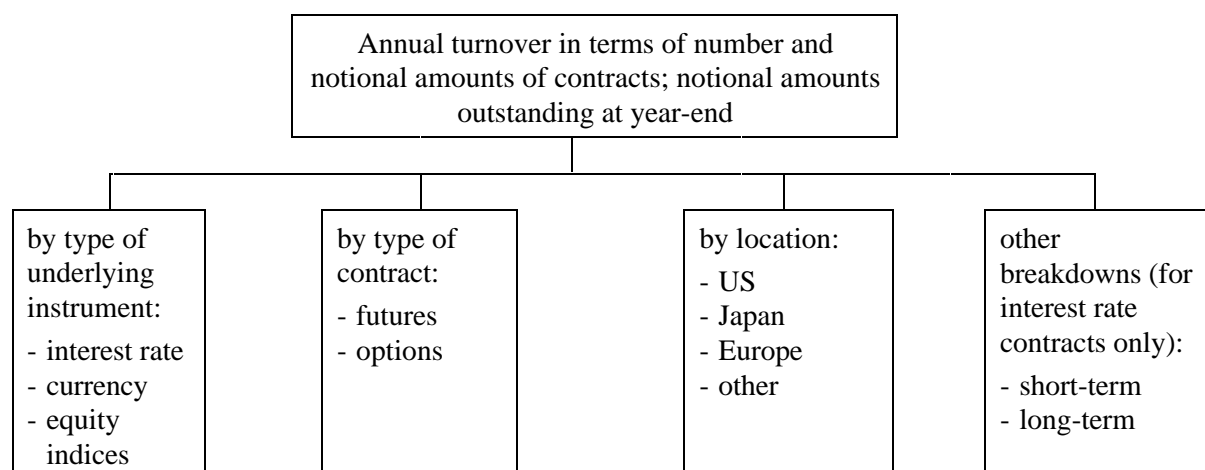 Annual turnover in terms of number and
notional amounts of contracts; notional amounts
outstanding at year-end
by type of
underlying
instrument:
- interest rate
- currency
- equity
indices
by type of
contract:
- futures
- options
by location:
- US
- Japan
- Europe
- other
other
breakdowns (for
interest rate
contracts only):
- short-term
- long-term